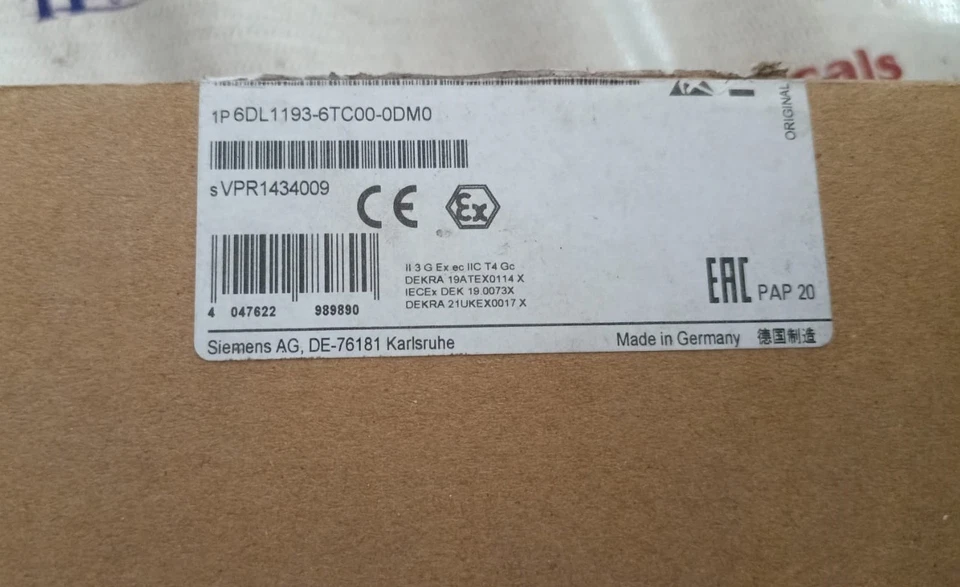 cals
ORIGINAL
1P 6DL1193-6TC00-0DM0
s VPR1434009
CE Ex
II 3 G Ex ec IIC T4 Gc
DEKRA 19ATEX0114 X
IECEx DEK 19.0073X
DEKRA 21UKEX0017 X
EAC PAP 20
4 047622 989890
Siemens AG, DE-76181 Karlsruhe Made in Germany 德国制造